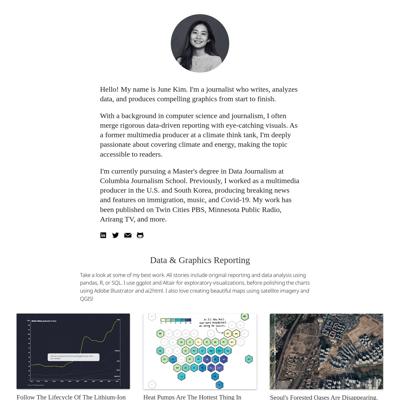 Hello! My name is June Kim. I'm a journalist who writes, analyzes
data, and produces compelling graphics from start to finish.
With a background in computer science and journalism, I often
merge rigorous data-driven reporting with eye-catching visuals. As
a former multimedia producer at a climate think tank, I'm deeply
passionate about covering climate and energy, making the topic
accessible to readers.
I'm currently pursuing a Master's degree in Data Journalism at
Columbia Journalism School. Previously, I worked as a multimedia
producer in the U.S. and South Korea, producing breaking news
and features on immigration, music, and Covid-19. My work has
been published on Twin Cities PBS, Minnesota Public Radio,
Arirang TV, and more.
Data & Graphics Reporting
Take a look at some of my best work. All stories include original reporting and data analysis using
pandas, R, or SQL. I use ggplot and Altair for exploratory visualizations, before polishing the charts
using Adobe Illustrator and ai2html. I also love creating beautiful maps using satellite imagery and
QGIS!
Follow The Lifecycle Of The Lithium-Ion
Heat Pumps Are The Hottest Thing In
Seoul's Forested Oases Are Disappearing,